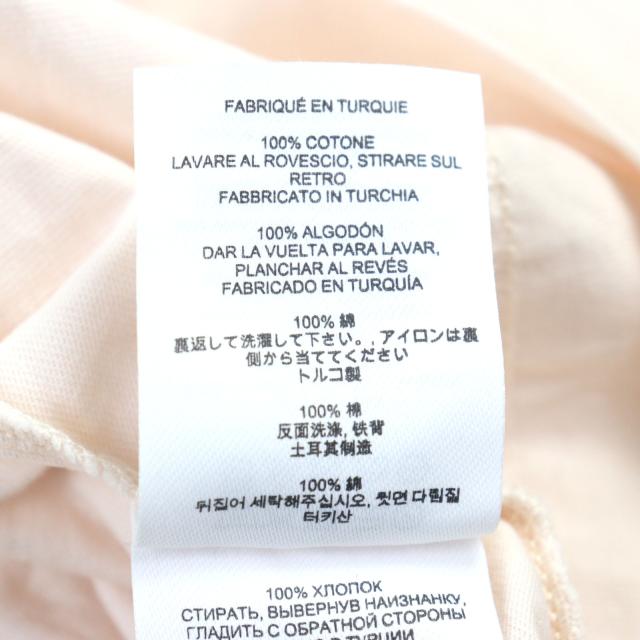 FABRIQUÉ EN TURQUIE
100% COTONE
LAVARE AL ROVESCIO, STIRARE SUL
RETRO
FABBRICATO IN TURCHIA
100% ALGODÓN
DAR LA VUELTA PARA LAVAR,
PLANCHAR AL REVÉS
FABRICADO EN TURQUÍA
100% 綿
裏返して洗濯して下さい。, アイロンは裏
側から当ててください
トルコ製
100% 棉
反面洗涤, 铁背
土耳其制造
100% 綿
뒤집어 세탁해주십시오, 뒷면 다림질
터키산
100% ХЛОПОК
СТИРАТЬ, ВЫВЕРНУВ НАИЗНАНКУ,
ГЛАДИТЬ С ОБРАТНОЙ СТОРОНЫ
В ТУРЦИИ